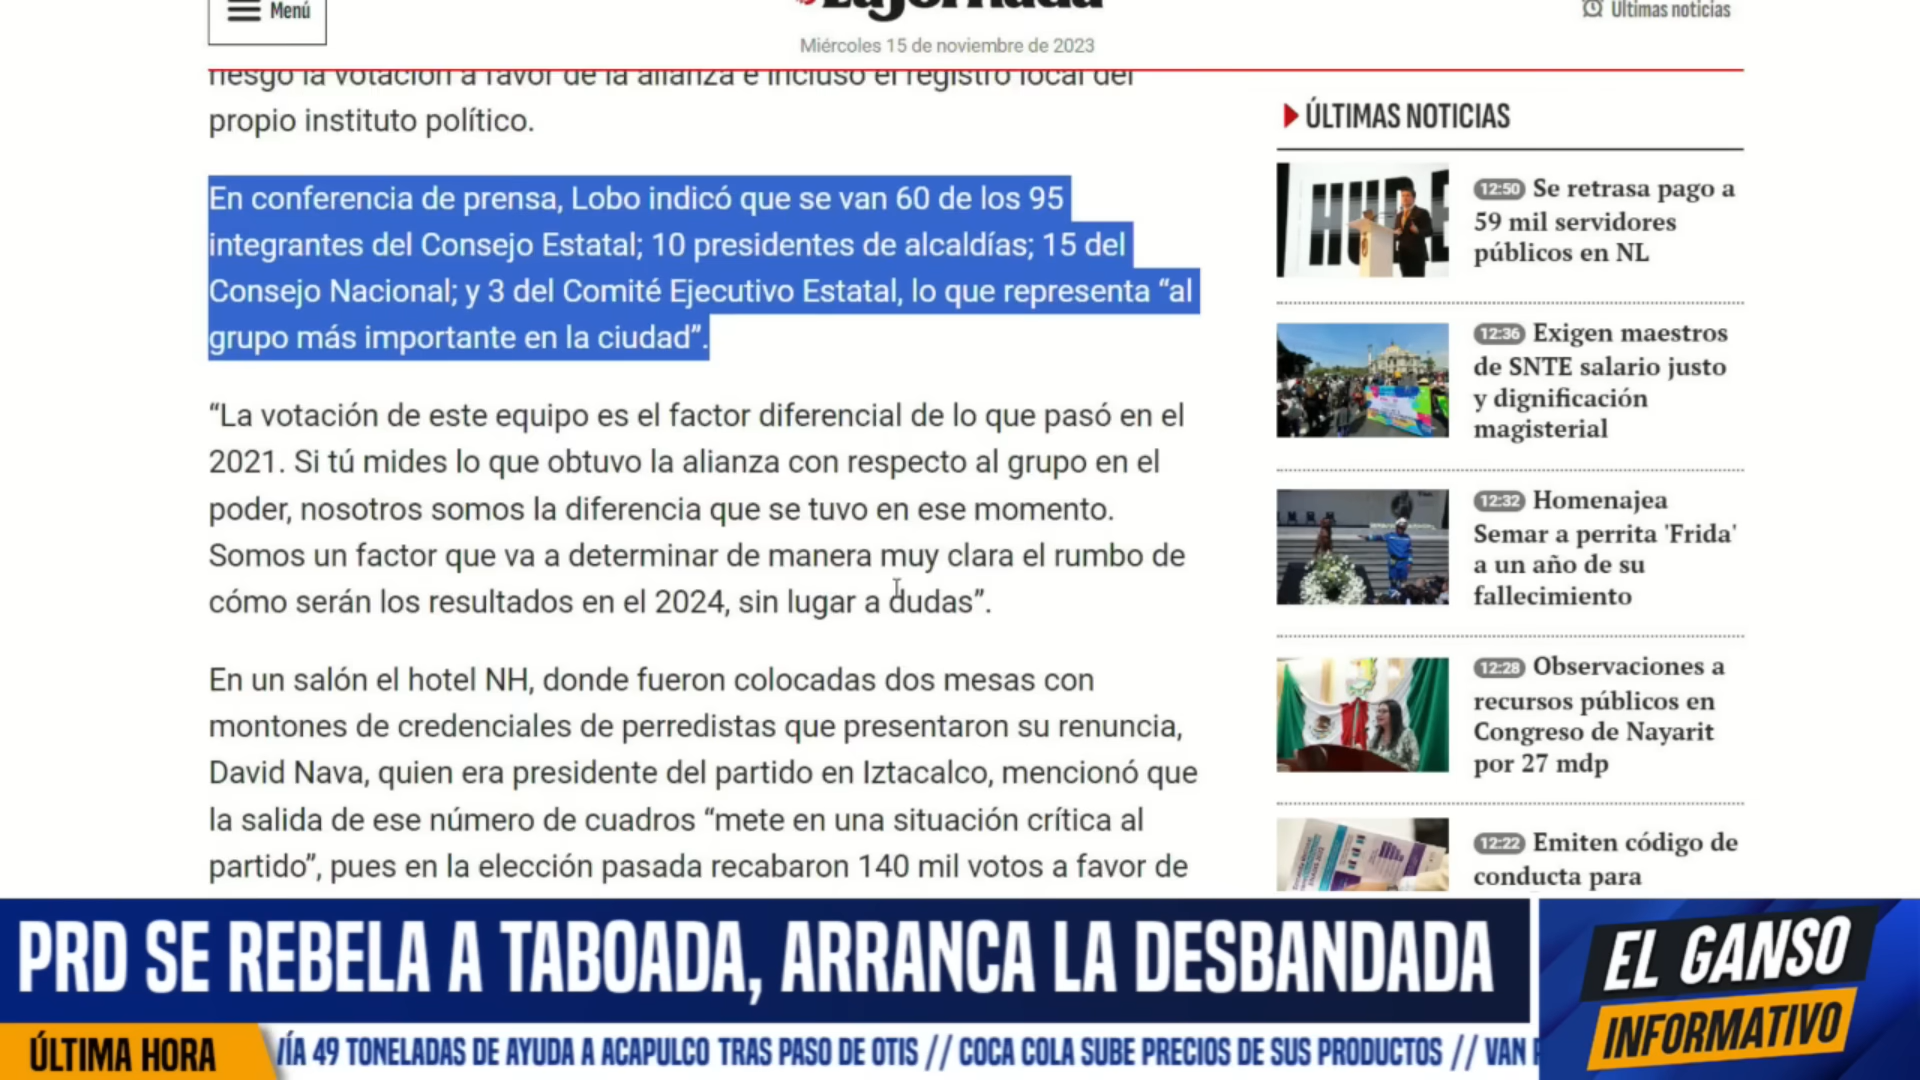 Menú
La Jornada
Últimas noticias
Miércoles 15 de noviembre de 2023
riesgo la votación a favor de la alianza e incluso el registro local del
propio instituto político.
En conferencia de prensa, Lobo indicó que se van 60 de los 95
integrantes del Consejo Estatal; 10 presidentes de alcaldías; 15 del
Consejo Nacional; y 3 del Comité Ejecutivo Estatal, lo que representa “al
grupo más importante en la ciudad”.
“La votación de este equipo es el factor diferencial de lo que pasó en el
2021. Si tú mides lo que obtuvo la alianza con respecto al grupo en el
poder, nosotros somos la diferencia que se tuvo en ese momento.
Somos un factor que va a determinar de manera muy clara el rumbo de
cómo serán los resultados en el 2024, sin lugar a dudas”.
En un salón el hotel NH, donde fueron colocadas dos mesas con
montones de credenciales de perredistas que presentaron su renuncia,
David Nava, quien era presidente del partido en Iztacalco, mencionó que
la salida de ese número de cuadros “mete en una situación crítica al
partido”, pues en la elección pasada recabaron 140 mil votos a favor de
ÚLTIMAS NOTICIAS
12:50 Se retrasa pago a
59 mil servidores
públicos en NL
12:36 Exigen maestros
de SNTE salario justo
y dignificación
magisterial
12:32 Homenajea
Semar a perrita 'Frida'
a un año de su
fallecimiento
12:28 Observaciones a
recursos públicos en
Congreso de Nayarit
por 27 mdp
12:22 Emiten código de
conducta para
PRD SE REBELA A TABOADA, ARRANCA LA DESBANDADA
EL GANSO
INFORMATIVO
ÚLTIMA HORA
VÍA 49 TONELADAS DE AYUDA A ACAPULCO TRAS PASO DE OTIS // COCA COLA SUBE PRECIOS DE SUS PRODUCTOS // VAN